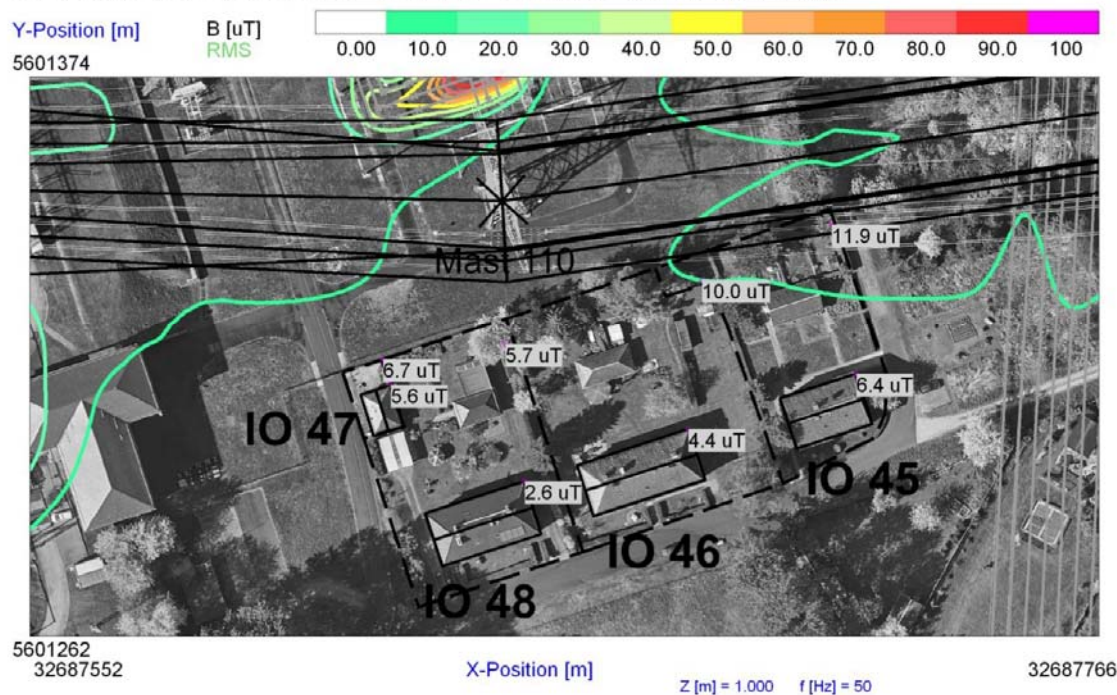 Y-Position [m]
B [uT]
RMS
0.00 10.0 20.0 30.0 40.0 50.0 60.0 70.0 80.0 90.0 100
5601374
11.9 uT
Mast 110
10.0 uT
5.7 uT
6.7 uT
5.6 uT
6.4 uT
IO 47
4.4 uT
IO 45
2.6 uT
IO 46
IO 48
5601262
32687552
X-Position [m]
32687766
Z [m] = 1.000 f [Hz] = 50